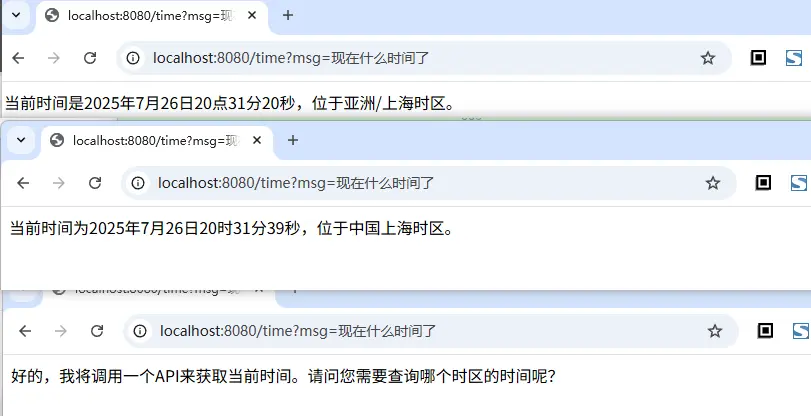 localhost:8080/time?msg=现
localhost:8080/time?msg=现在什么时间了
当前时间是2025年7月26日20点31分20秒，位于亚洲/上海时区。
localhost:8080/time?msg=现
localhost:8080/time?msg=现在什么时间了
当前时间为2025年7月26日20时31分39秒，位于中国上海时区。
localhost:8080/time?msg=现
localhost:8080/time?msg=现在什么时间了
好的，我将调用一个API来获取当前时间。请问您需要查询哪个时区的时间呢？